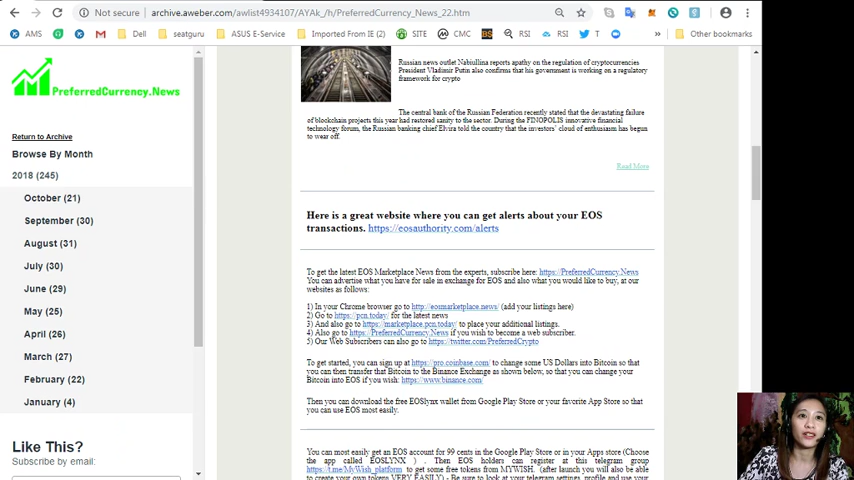 Not secure | archive.aweber.com/awlist4934107/AYAk_/h/PreferredCurrency_News_22.htm
AMS
Dell
seatguru
ASUS E-Service
Imported From IE (2)
SITE
CMC
RSI
RSI
T
Other bookmarks
PreferredCurrency.News
Return to Archive
Browse By Month
2018 (245)
October (21)
September (30)
August (31)
July (30)
June (29)
May (25)
April (26)
March (27)
February (22)
January (4)
Like This?
Subscribe by email:
Russian news outlet Nabiullina reports apathy on the regulation of cryptocurrencies
President Vladimir Putin also confirms that his government is working on a regulatory
framework for crypto
The central bank of the Russian Federation recently stated that the devastating failure
of blockchain projects this year had restored sanity to the sector. During the FINOPOLIS innovative financial
technology forum, the Russian banking chief Elvira told the country that the investors' cloud of enthusiasm has begun
to wear off.
Read More
Here is a great website where you can get alerts about your EOS
transactions. https://eosauthority.com/alerts
To get the latest EOS Marketplace News from the experts, subscribe here: https://PreferredCurrency.News
You can advertise what you have for sale in exchange for EOS and also what you would like to buy, at our
websites as follows:
1) In your Chrome browser go to http://eosmarketplace.news/ (add your listings here)
2) Go to https://pcn.today/ for the latest news
3) And also go to https://marketplace.pcn.today/ to place your additional listings.
4) Also go to https://PreferredCurrency.News if you wish to become a web subscriber.
5) Our Web Subscribers can also go to https://twitter.com/PreferredCrypto
To get started, you can sign up at https://pro.coinbase.com/ to change some US Dollars into Bitcoin so that
you can then transfer that Bitcoin to the Binance Exchange as shown below, so that you can change your
Bitcoin into EOS if you wish: https://www.binance.com/
Then you can download the free EOSlynx wallet from Google Play Store or your favorite App Store so that
you can use EOS most easily.
You can most easily get an EOS account for 99 cents in the Google Play Store or in your Apps store (Choose
the app called EOSLYNX ). Then EOS holders can register at this telegram group
https://t.me/MyWish_platform to get some free tokens from MYWISH. (after launch you will also be able
to create your own tokens VERY EASILY) - Be sure to look at your telegram settings, profile and use your